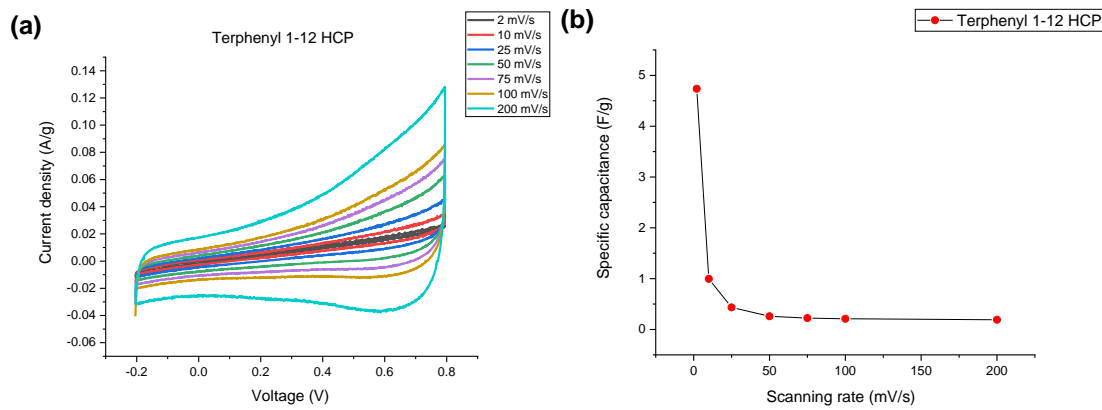 (a)
Terphenyl 1-12 HCP
2 mV/s
10 mV/s
25 mV/s
50 mV/s
75 mV/s
100 mV/s
200 mV/s
Current density (A/g)
0.14
0.12
0.10
0.08
0.06
0.04
0.02
0.00
-0.02
-0.04
-0.06
-0.2
0.0
0.2
0.4
0.6
0.8
Voltage (V)
(b)
Terphenyl 1-12 HCP
Specific capacitance (F/g)
5
4
3
2
1
0
0
50
100
150
200
Scanning rate (mV/s)